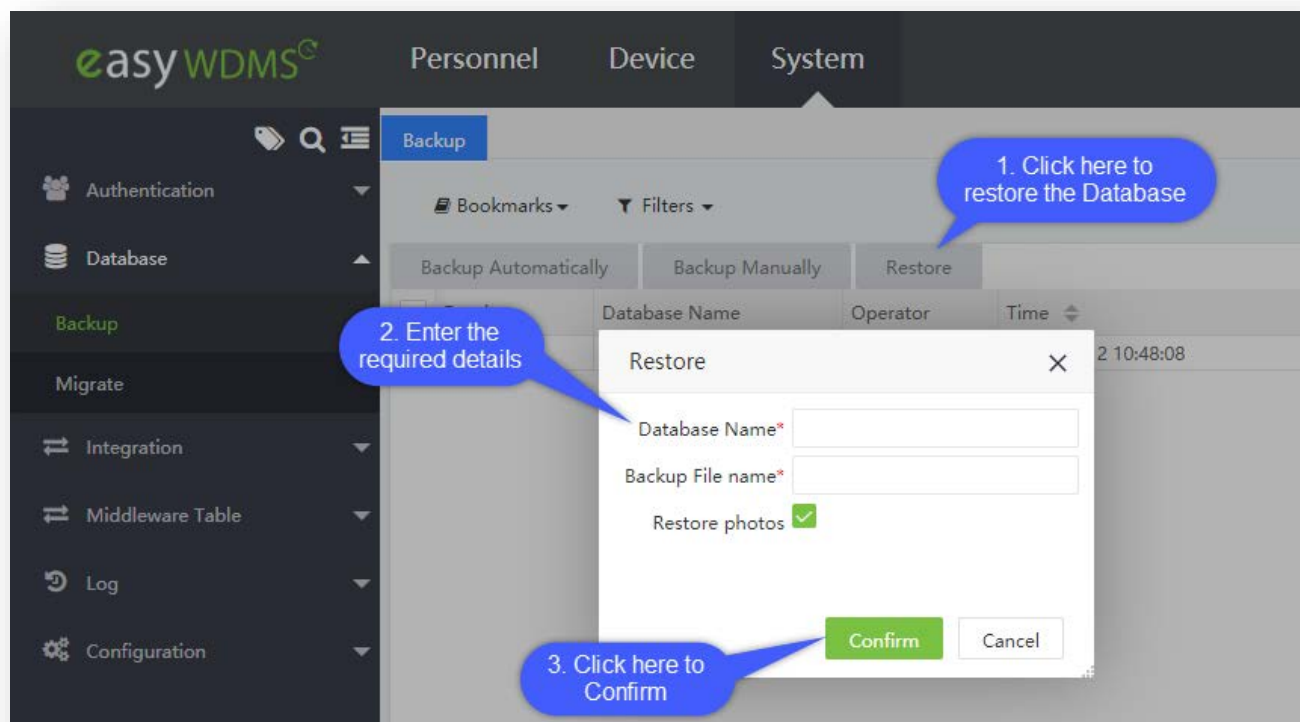 easy WDMS
Personnel Device System
Backup
Authentication
1. Click here to
restore the Database
Bookmarks Filters
Database
Backup Automatically Backup Manually Restore
Database Name Operator Time
Backup
2. Enter the
required details
Restore
2 10:48:08
Migrate
Database Name*
Integration
Backup File name*
Middleware Table
Restore photos
Log
Configuration
Confirm Cancel
3. Click here to
Confirm